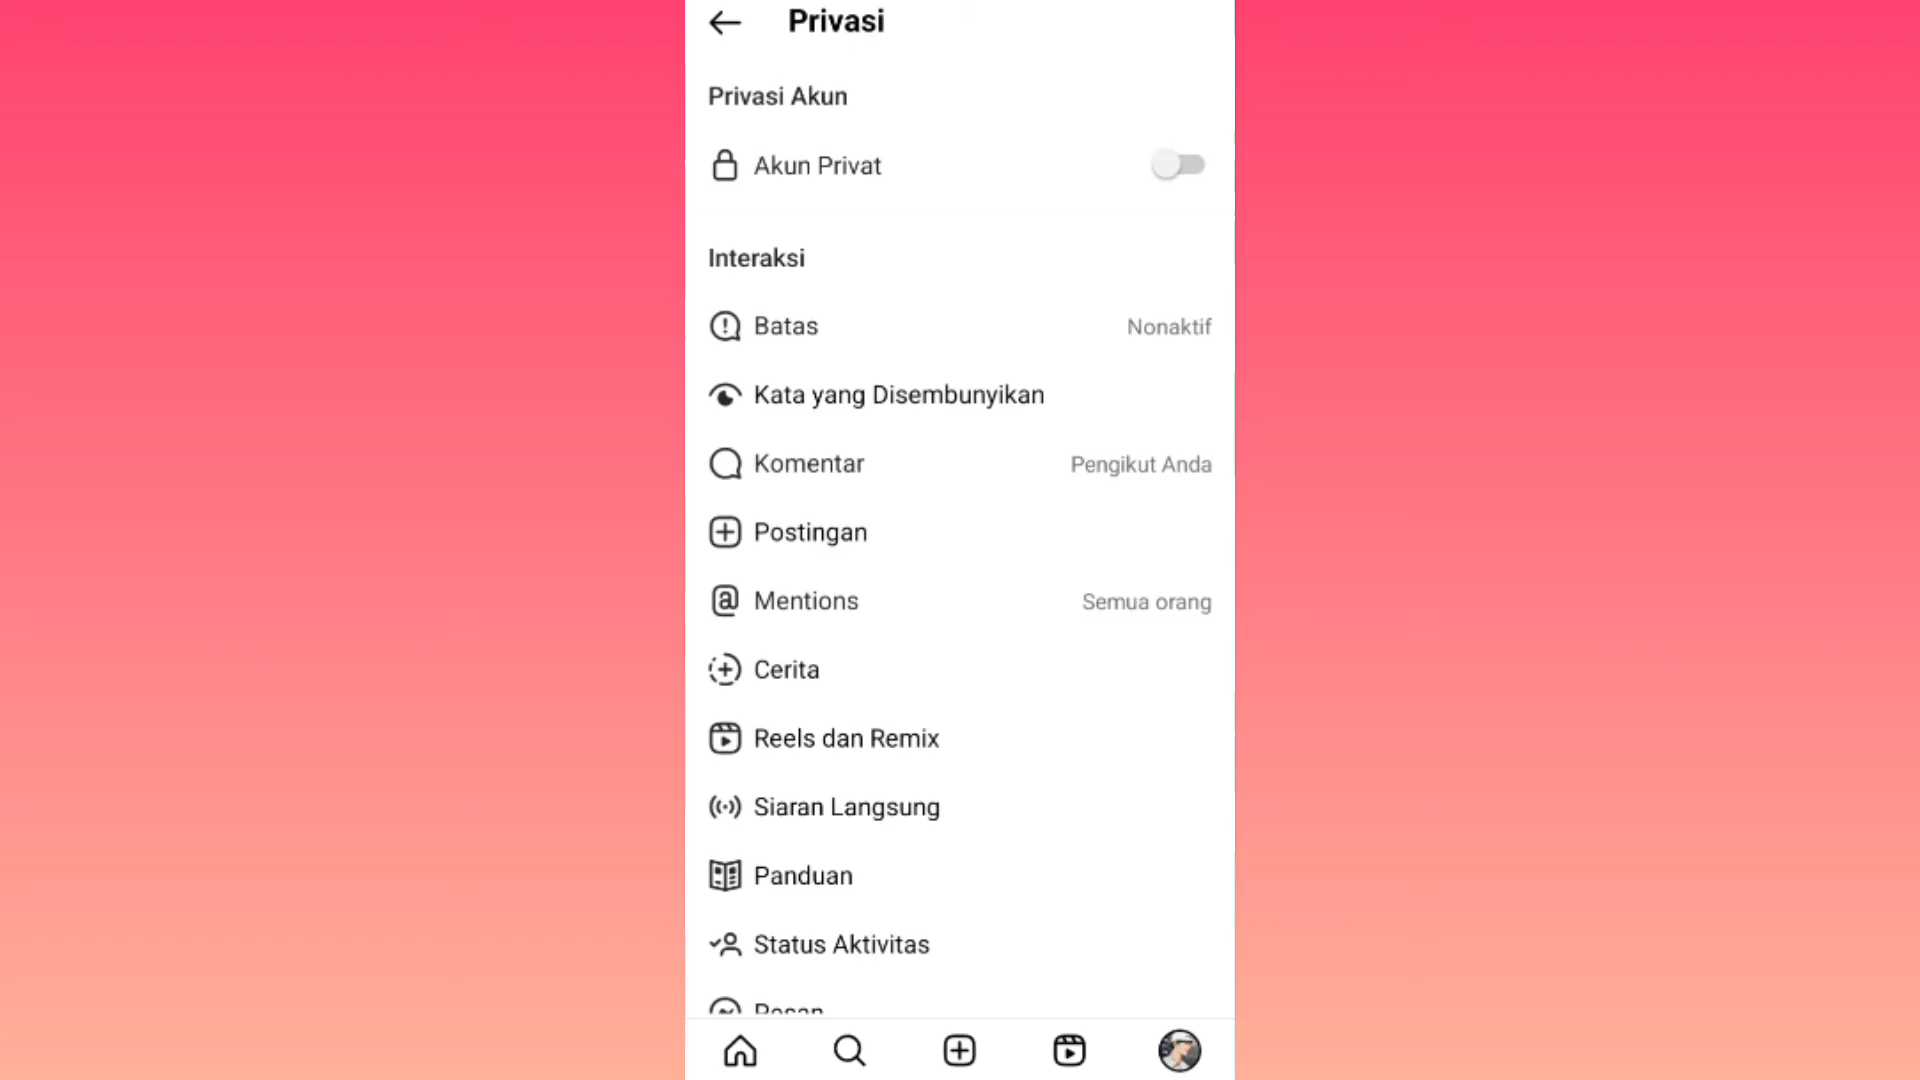 Privasi
Privasi Akun
Akun Privat
Interaksi
Batas Nonaktif
Kata yang Disembunyikan
Komentar Pengikut Anda
Postingan
Mentions Semua orang
Cerita
Reels dan Remix
Siaran Langsung
Panduan
Status Aktivitas
Pesan